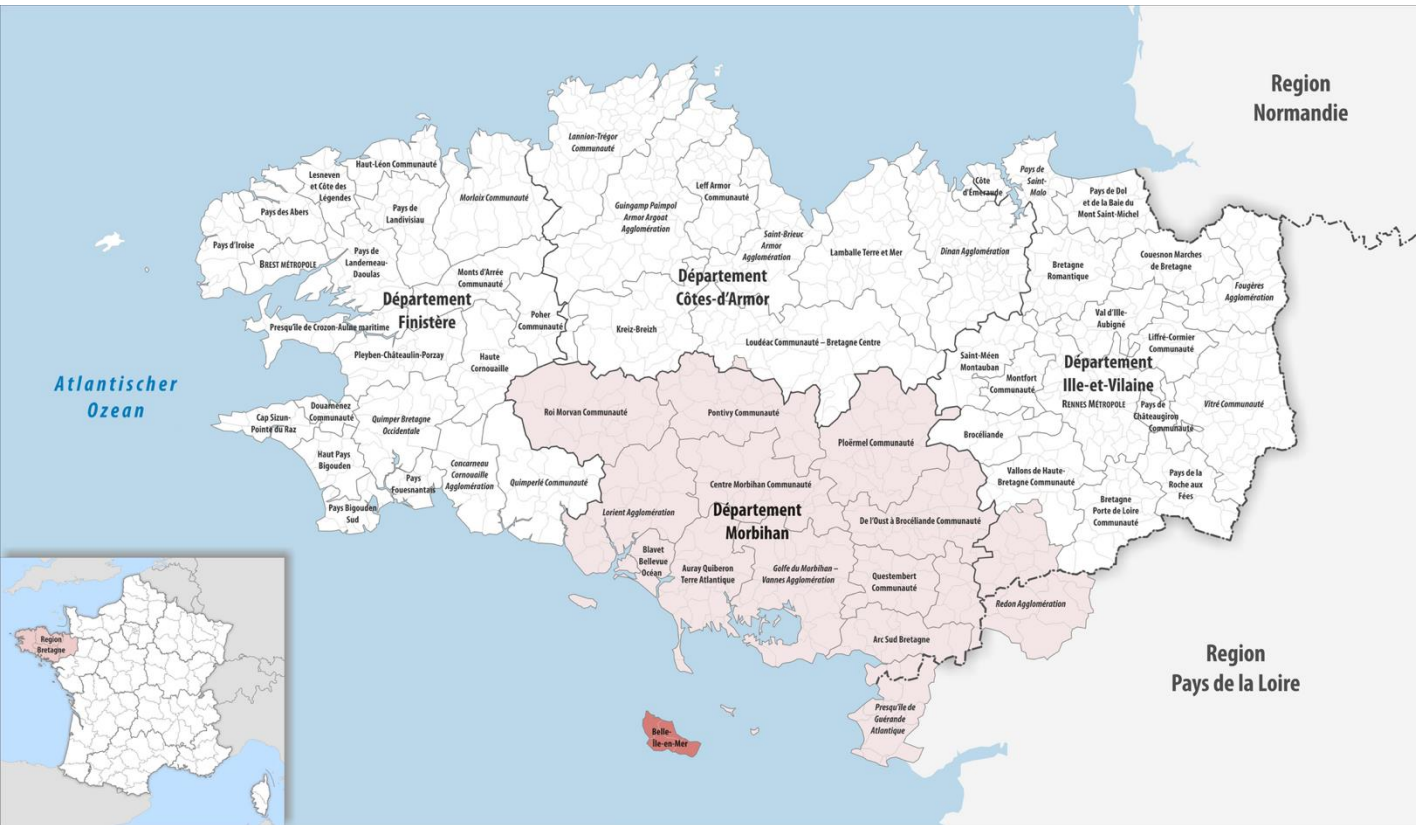 Region
Normandie
Lannion-Trégor
Communauté
Haut-Léon Communauté
Lesneven
et Côte des
Légendes
Morlaix Communauté
Leff Armor
Communauté
Côte
d'Émeraude
Pays de
Saint-
Malo
Pays de Dol
et de la Baie du
Mont Saint-Michel
Pays des Abers
Pays de
Landivisiau
Guingamp Paimpol
Armor Argoat
Agglomération
Saint-Brieuc
Armor
Agglomération
Lamballe Terre et Mer
Dinan Agglomération
Pays d'Iroise
BREST MÉTROPOLE
Pays de
Landerneau-
Daoulas
Monts d'Arrée
Communauté
Bretagne
Romantique
Couesnon Marches
de Bretagne
Fougères
Agglomération
Département
Finistère
Département
Côtes-d'Armor
Presqu'île de Crozon-Aulne maritime
Poher
Communauté
Kreiz-Breizh
Loudéac Communauté – Bretagne Centre
Val d'Ille-
Aubigné
Liffré-Cormier
Communauté
Pleyben-Châteaulin-Porzay
Haute
Cornouaille
Saint-Méen
Montauban
Montfort
Communauté
Département
Ille-et-Vilaine
RENNES MÉTROPOLE
Pays de
Châteaugiron
Communauté
Vitré Communauté
Atlantischer
Ozean
Cap Sizun-
Pointe du Raz
Douarnenez
Communauté
Quimper Bretagne
Occidentale
Roi Morvan Communauté
Pontivy Communauté
Ploërmel Communauté
Brocéliande
Haut Pays
Bigouden
Pays
Fouesnantais
Concarneau
Cornouaille
Agglomération
Quimperlé Communauté
Centre Morbihan Communauté
Vallons de Haute-
Bretagne Communauté
Pays de la
Roche aux
Fées
Pays Bigouden
Sud
Lorient Agglomération
Département
Morbihan
De l'Oust à Brocéliande Communauté
Bretagne
Porte de Loire
Communauté
Blavet
Bellevue
Océan
Auray Quiberon
Terre Atlantique
Golfe du Morbihan –
Vannes Agglomération
Questembert
Communauté
Redon Agglomération
Arc Sud Bretagne
Region
Pays de la Loire
Presqu'île de
Guérande
Atlantique
Belle-
Île-en-Mer
Region
Bretagne